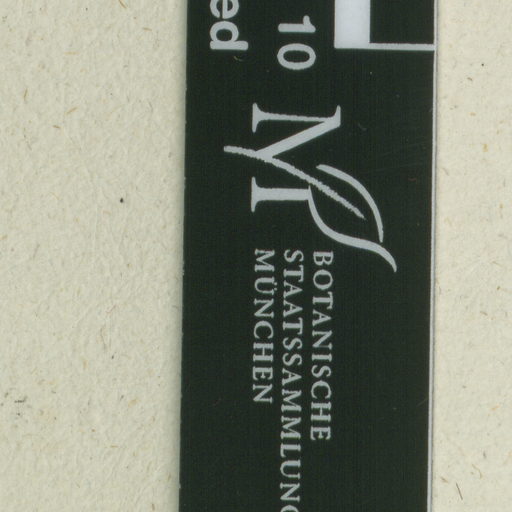 10
ed
BOTANISCHE
STAATSSAMMLUNG
MÜNCHEN